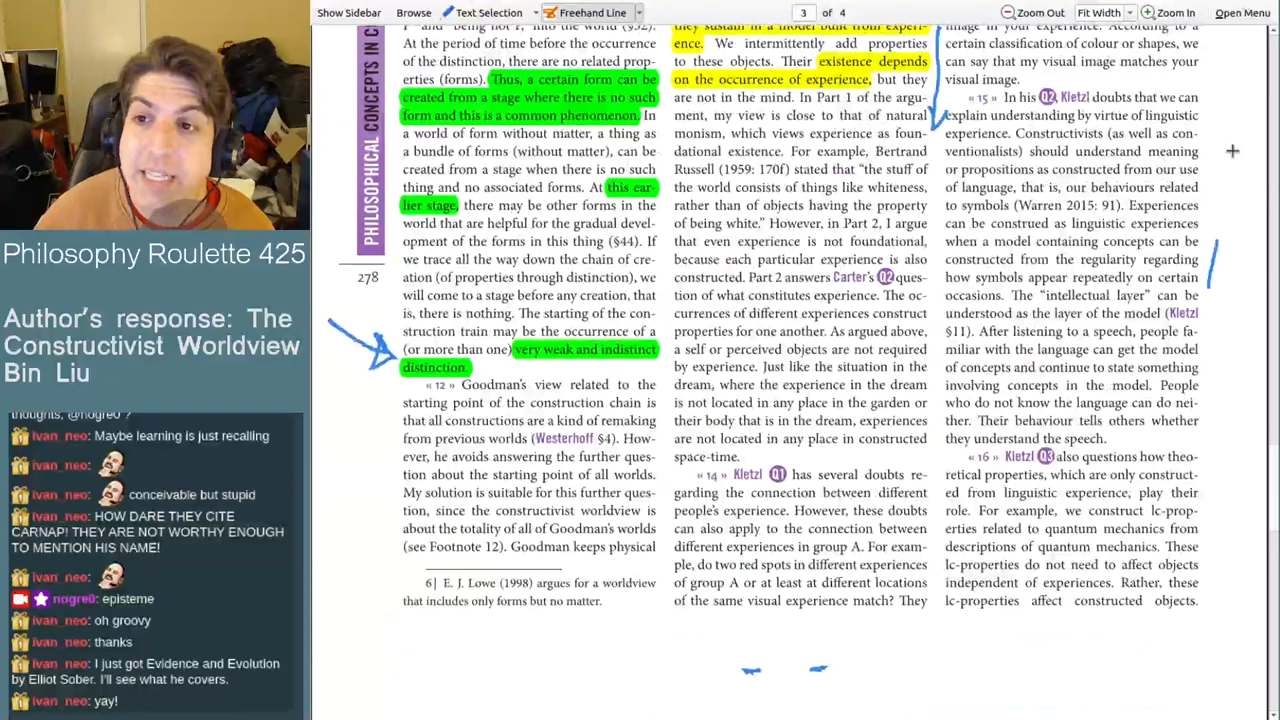 Show Sidebar Browse Text Selection Freehand Line 3 of 4 Zoom Out Fit Width Zoom In Open Menu
Philosophy Roulette 425
Author's response: The
Constructivist Worldview
Bin Liu
thoughts, @nogre0 ?
ivan_neo: Maybe learning is just recalling
ivan_neo:
ivan_neo: conceivable but stupid
ivan_neo: HOW DARE THEY CITE
CARNAP! THEY ARE NOT WORTHY ENOUGH
TO MENTION HIS NAME!
ivan_neo:
nogre0: episteme
ivan_neo: oh groovy
ivan_neo: thanks
ivan_neo: I just got Evidence and Evolution
by Elliot Sober. I'll see what he covers.
ivan_neo: yay!
PHILOSOPHICAL CONCEPTS IN C
278
At the period of time before the occurrence
of the distinction, there are no related prop-
erties (forms). Thus, a certain form can be
created from a stage where there is no such
form and this is a common phenomenon. In
a world of form without matter, a thing as
a bundle of forms (without matter), can be
created from a stage when there is no such
thing and no associated forms. At this ear-
lier stage, there may be other forms in the
world that are helpful for the gradual devel-
opment of the forms in this thing (§44). If
we trace all the way down the chain of cre-
ation (of properties through distinction), we
will come to a stage before any creation, that
is, there is nothing. The starting of the con-
struction train may be the occurrence of a
(or more than one) very weak and indistinct
distinction.
« 12 » Goodman's view related to the
starting point of the construction chain is
that all constructions are a kind of remaking
from previous worlds (Westerhoff §4). How-
ever, he avoids answering the further ques-
tion about the starting point of all worlds.
My solution is suitable for this further ques-
tion, since the constructivist worldview is
about the totality of all of Goodman's worlds
(see Footnote 12). Goodman keeps physical
6| E. J. Lowe (1998) argues for a worldview
that includes only forms but no matter.
they sustain in a model built from experi-
ence. We intermittently add properties
to these objects. Their existence depends
on the occurrence of experience, but they
are not in the mind. In Part 1 of the argu-
ment, my view is close to that of natural
monism, which views experience as foun-
dational existence. For example, Bertrand
Russell (1959: 170f) stated that "the stuff of
the world consists of things like whiteness,
rather than of objects having the property
of being white." However, in Part 2, I argue
that even experience is not foundational,
because each particular experience is also
constructed. Part 2 answers Carter's Q2 ques-
tion of what constitutes experience. The oc-
currences of different experiences construct
properties for one another. As argued above,
a self or perceived objects are not required
by experience. Just like the situation in the
dream, where the experience in the dream
is not located in any place in the garden or
their body that is in the dream, experiences
are not located in any place in constructed
space-time.
« 14 » Kletzl Q1 has several doubts re-
garding the connection between different
people's experience. However, these doubts
can also apply to the connection between
different experiences in group A. For exam-
ple, do two red spots in different experiences
of group A or at least at different locations
of the same visual experience match? They
image in your experience. According to a
certain classification of colour or shapes, we
can say that my visual image matches your
visual image.
« 15 » In his Q2, Kletzl doubts that we can
explain understanding by virtue of linguistic
experience. Constructivists (as well as con-
ventionalists) should understand meaning
or propositions as constructed from our use
of language, that is, our behaviours related
to symbols (Warren 2015: 91). Experiences
can be construed as linguistic experiences
when a model containing concepts can be
constructed from the regularity regarding
how symbols appear repeatedly on certain
occasions. The "intellectual layer" can be
understood as the layer of the model (Kletzl
§11). After listening to a speech, people fa-
miliar with the language can get the model
of concepts and continue to state something
involving concepts in the model. People
who do not know the language can do nei-
ther. Their behaviour tells others whether
they understand the speech.
« 16 » Kletzl Q3 also questions how theo-
retical properties, which are only construct-
ed from linguistic experience, play their
role. For example, we construct lc-prop-
erties related to quantum mechanics from
descriptions of quantum mechanics. These
lc-properties do not need to affect objects
independent of experiences. Rather, these
lc-properties affect constructed objects.